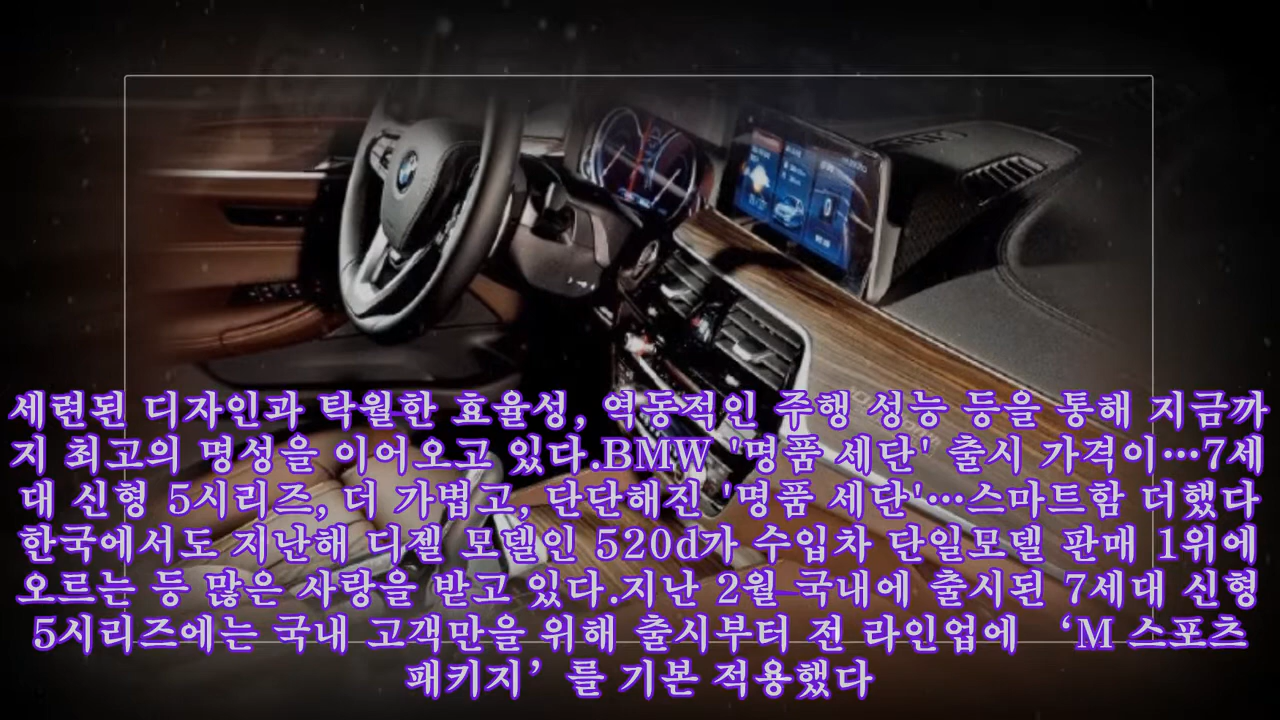 세련된 디자인과 탁월한 효율성, 역동적인 주행 성능 등을 통해 지금까
지 최고의 명성을 이어오고 있다.BMW '명품 세단' 출시 가격이…7세
대 신형 5시리즈, 더 가볍고, 단단해진 '명품 세단'…스마트함 더했다
한국에서도 지난해 디젤 모델인 520d가 수입차 단일모델 판매 1위에
오르는 등 많은 사랑을 받고 있다.지난 2월 국내에 출시된 7세대 신형
5시리즈에는 국내 고객만을 위해 출시부터 전 라인업에 ‘M 스포츠
패키지’를 기본 적용했다